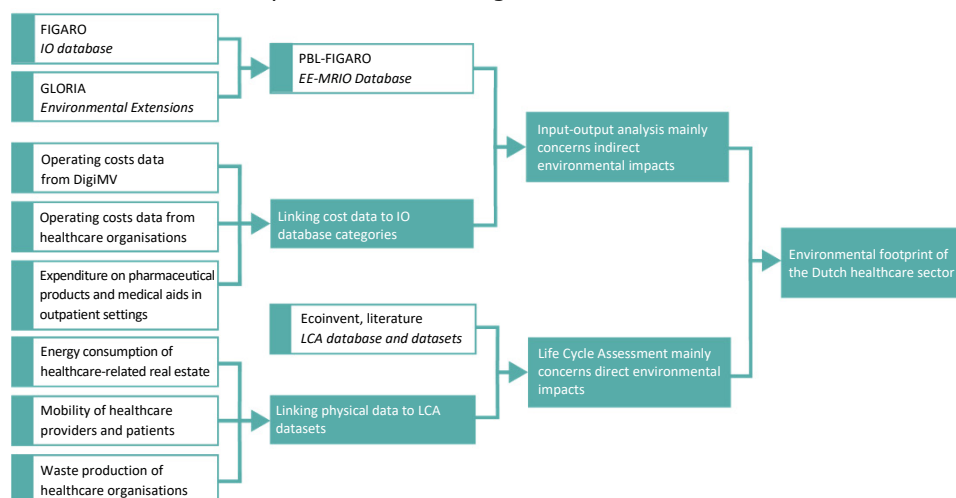 FIGARO
IO database
GLORIA
Environmental Extensions
PBL-FIGARO
EE-MRIO Database
Operating costs data
from DigiMV
Operating costs data from
healthcare organisations
Expenditure on pharmaceutical
products and medical aids in
outpatient settings
Linking cost data to IO
database categories
Input-output analysis mainly
concerns indirect
environmental impacts
Energy consumption of
healthcare-related real estate
Mobility of healthcare
providers and patients
Waste production of
healthcare organisations
Ecoinvent, literature
LCA database and datasets
Linking physical data to LCA
datasets
Life Cycle Assessment mainly
concerns direct environmental
impacts
Environmental footprint of
the Dutch healthcare sector